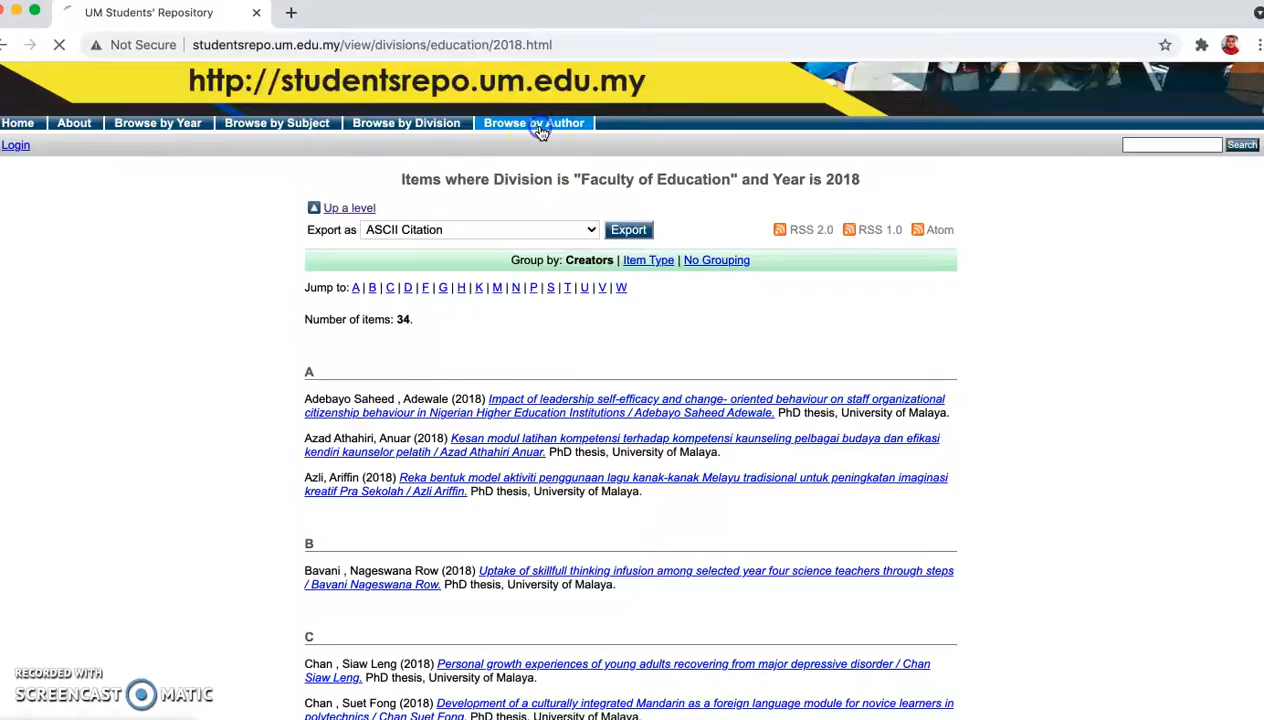 UM Students' Repository
Not Secure studentsrepo.um.edu.my/view/divisions/education/2018.html
http://studentsrepo.um.edu.my
Home About Browse by Year Browse by Subject Browse by Division Browse by Author
Login Search
Items where Division is "Faculty of Education" and Year is 2018
Up a level
Export as ASCII Citation Export RSS 2.0 RSS 1.0 Atom
Group by: Creators | Item Type | No Grouping
Jump to: A | B | C | D | F | G | H | K | M | N | P | S | T | U | V | W
Number of items: 34.
A
Adebayo Saheed , Adewale (2018) Impact of leadership self-efficacy and change- oriented behaviour on staff organizational
citizenship behaviour in Nigerian Higher Education Institutions / Adebayo Saheed Adewale. PhD thesis, University of Malaya.
Azad Athahiri, Anuar (2018) Kesan modul latihan kompetensi terhadap kompetensi kaunseling pelbagai budaya dan efikasi
kendiri kaunselor pelatih / Azad Athahiri Anuar. PhD thesis, University of Malaya.
Azli, Ariffin (2018) Reka bentuk model aktiviti penggunaan lagu kanak-kanak Melayu tradisional untuk peningkatan imaginasi
kreatif Pra Sekolah / Azli Ariffin. PhD thesis, University of Malaya.
B
Bavani , Nageswana Row (2018) Uptake of skillfull thinking infusion among selected year four science teachers through steps
/ Bavani Nageswana Row. PhD thesis, University of Malaya.
C
Chan , Siaw Leng (2018) Personal growth experiences of young adults recovering from major depressive disorder / Chan
Siaw Leng. PhD thesis, University of Malaya.
Chan , Suet Fong (2018) Development of a culturally integrated Mandarin as a foreign language module for novice learners in
polytechnics / Chan Suet Fong. PhD thesis, University of Malaya.
RECORDED WITH
SCREENCAST MATIC